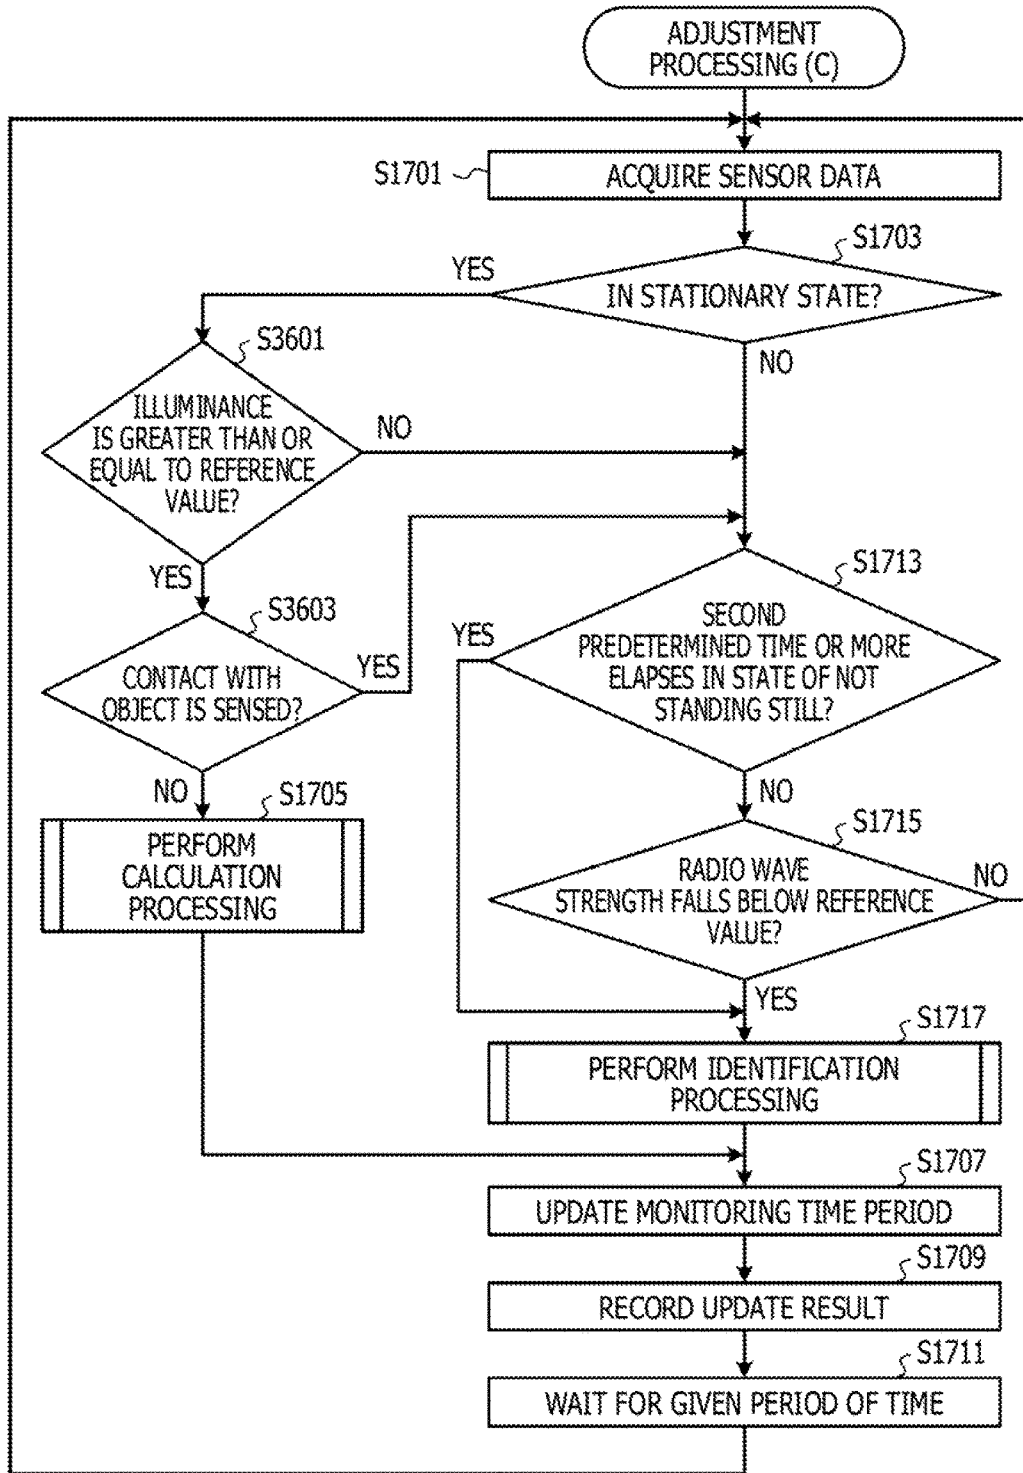 ADJUSTMENT
PROCESSING (C)
S1701
ACQUIRE SENSOR DATA
S1703
YES
IN STATIONARY STATE?
NO
S3601
ILLUMINANCE
IS GREATER THAN OR
EQUAL TO REFERENCE
VALUE?
NO
YES
S3603
CONTACT WITH
OBJECT IS SENSED?
YES
NO
S1705
PERFORM
CALCULATION
PROCESSING
S1713
YES
SECOND
PREDETERMINED TIME OR MORE
ELAPSES IN STATE OF NOT
STANDING STILL?
NO
S1715
RADIO WAVE
STRENGTH FALLS BELOW REFERENCE
VALUE?
NO
YES
S1717
PERFORM IDENTIFICATION
PROCESSING
S1707
UPDATE MONITORING TIME PERIOD
S1709
RECORD UPDATE RESULT
S1711
WAIT FOR GIVEN PERIOD OF TIME